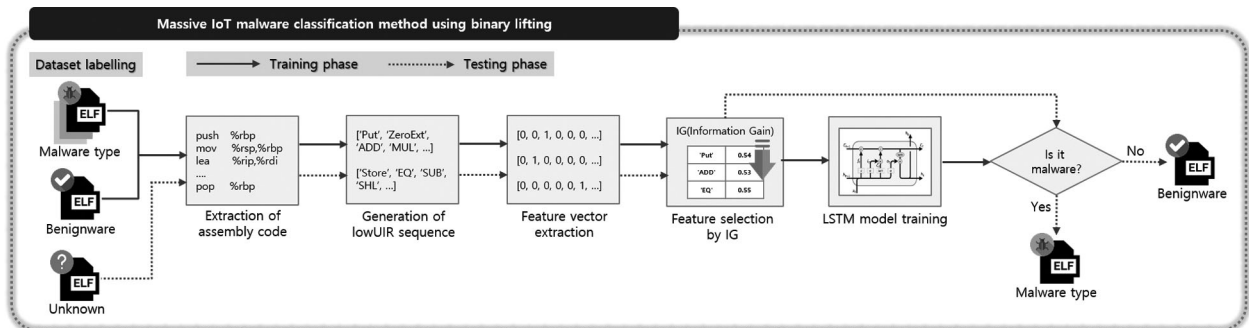 Massive IoT malware classification method using binary lifting
Dataset labelling
Training phase
Testing phase
ELF
Malware type
ELF
Benignware
?
ELF
Unknown
push %rbp
mov %rsp,%rbp
lea %rip,%rdi
....
pop %rbp
Extraction of
assembly code
['Put', 'ZeroExt',
'ADD', 'MUL', ...]
['Store', 'EQ', 'SUB',
'SHL', ...]
Generation of
lowUIR sequence
[0, 0, 1, 0, 0, 0, ...]
[0, 1, 0, 0, 0, 0, ...]
[0, 0, 0, 0, 0, 1, ...]
Feature vector
extraction
IG(Information Gain)
'Put' 0.54
'ADD' 0.53
'EQ' 0.55
Feature selection
by IG
LSTM model training
Is it
malware?
No
ELF
Benignware
Yes
ELF
Malware type